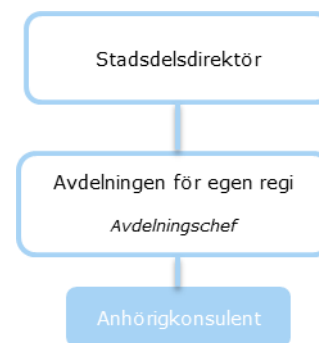 Stadsdelsdirektör
Avdelningen för egen regi
Avdelningschef
Anhörigkonsulent